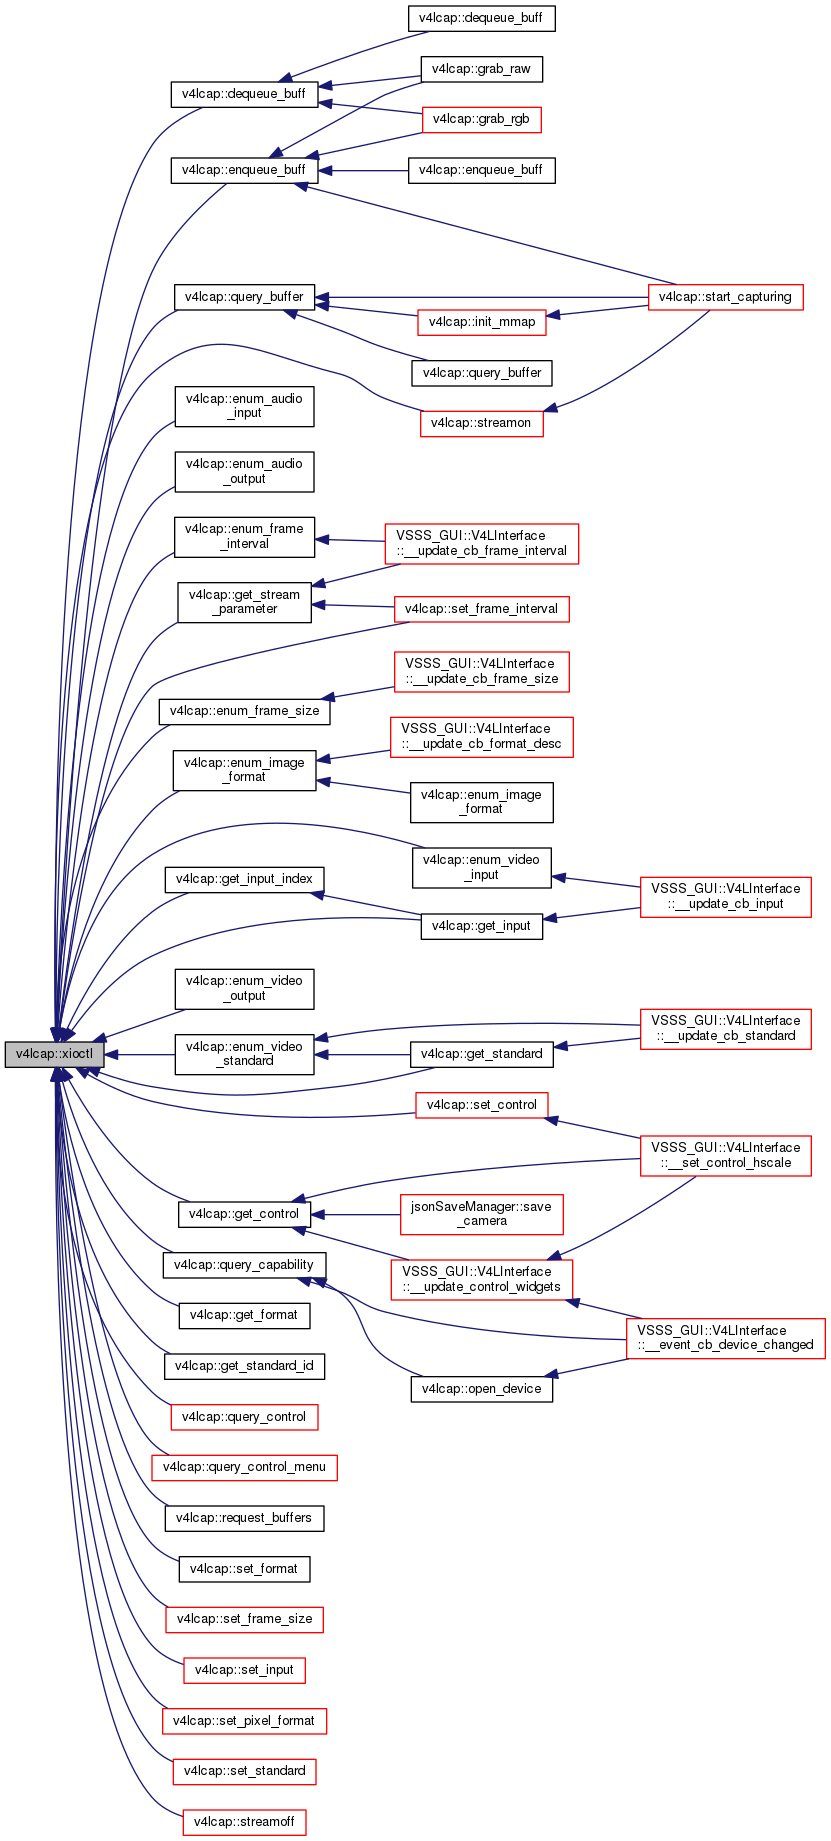 v4lcap::dequeue_buff
v4lcap::grab_raw
v4lcap::dequeue_buff
v4lcap::grab_rgb
v4lcap::enqueue_buff
v4lcap::enqueue_buff
v4lcap::query_buffer
v4lcap::start_capturing
v4lcap::init_mmap
v4lcap::query_buffer
v4lcap::enum_audio
_input
v4lcap::streamon
v4lcap::enum_audio
_output
v4lcap::enum_frame
_interval
VSSS_GUI::V4LInterface
::__update_cb_frame_interval
v4lcap::get_stream
_parameter
v4lcap::set_frame_interval
VSSS_GUI::V4LInterface
::__update_cb_frame_size
v4lcap::enum_frame_size
VSSS_GUI::V4LInterface
::__update_cb_format_desc
v4lcap::enum_image
_format
v4lcap::enum_image
_format
v4lcap::enum_video
_input
v4lcap::get_input_index
VSSS_GUI::V4LInterface
::__update_cb_input
v4lcap::get_input
v4lcap::enum_video
_output
VSSS_GUI::V4LInterface
::__update_cb_standard
v4lcap::xioctl
v4lcap::enum_video
_standard
v4lcap::get_standard
v4lcap::set_control
VSSS_GUI::V4LInterface
::__set_control_hscale
v4lcap::get_control
jsonSaveManager::save
_camera
v4lcap::query_capability
VSSS_GUI::V4LInterface
::__update_control_widgets
v4lcap::get_format
VSSS_GUI::V4LInterface
::__event_cb_device_changed
v4lcap::get_standard_id
v4lcap::open_device
v4lcap::query_control
v4lcap::query_control_menu
v4lcap::request_buffers
v4lcap::set_format
v4lcap::set_frame_size
v4lcap::set_input
v4lcap::set_pixel_format
v4lcap::set_standard
v4lcap::streamoff